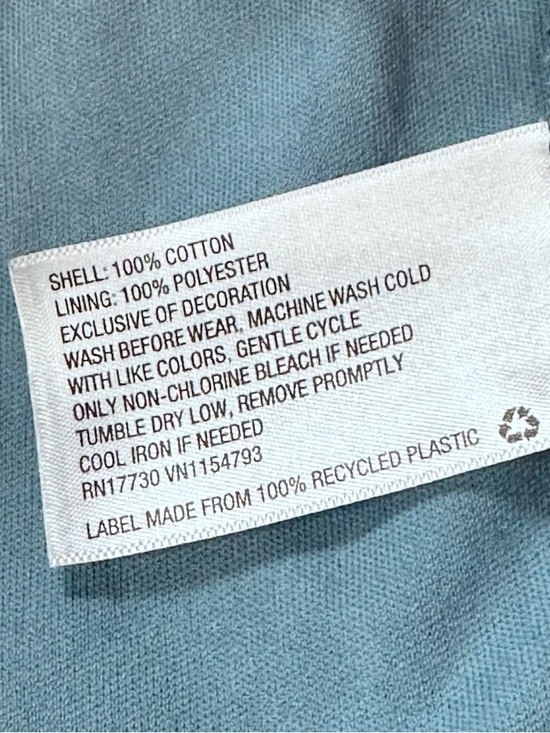 SHELL: 100% COTTON
LINING: 100% POLYESTER
EXCLUSIVE OF DECORATION
WASH BEFORE WEAR, MACHINE WASH COLD
WITH LIKE COLORS, GENTLE CYCLE
ONLY NON-CHLORINE BLEACH IF NEEDED
TUMBLE DRY LOW, REMOVE PROMPTLY
COOL IRON IF NEEDED
RN17730 VN1154793
LABEL MADE FROM 100% RECYCLED PLASTIC